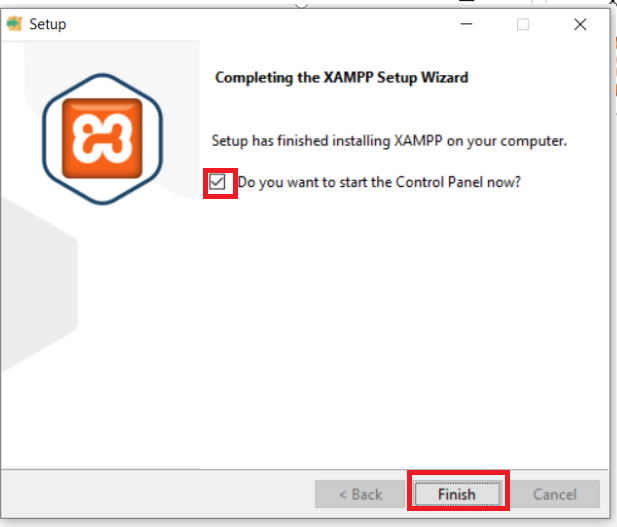 Setup
Completing the XAMPP Setup Wizard
Setup has finished installing XAMPP on your computer.
Do you want to start the Control Panel now?
< Back
Finish
Cancel